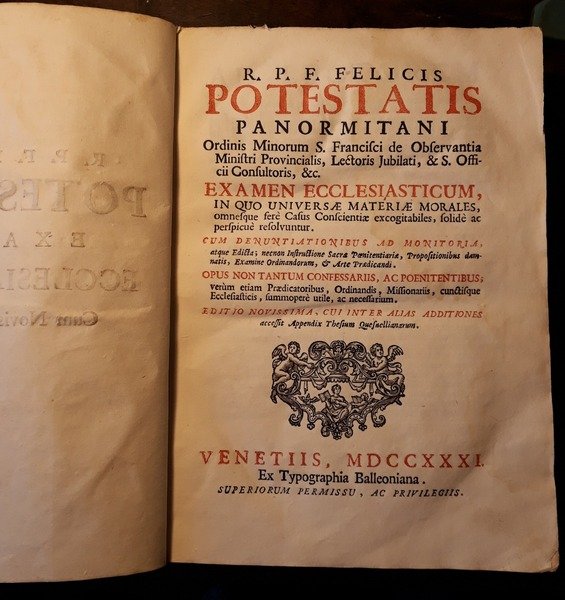 R. P. F. FELICIS
POTESTATIS
PANORMITANI
Ordinis Minorum S. Francisci de Observantia
Ministri Provincialis, Lectoris Jubilati, & S. Offi-
cii Consultoris, &c.
EXAMEN ECCLESIASTICUM,
IN QUO UNIVERSÆ MATERIÆ MORALES,
omnesque ferè Casus Conscientiæ excogitabiles, solidè ac
perspicuè resolvuntur.
CUM DENUNTIATIONIBUS AD MONITORIA,
atque Edicta; necnon Instructione Sacræ Pœnitentiariæ, Propositionibus dam-
natis, Examine Ordinandorum, & Arte Prædicandi.
OPUS NON TANTUM CONFESSARIIS, AC POENITENTIBUS;
verùm etiam Prædicatoribus, Ordinandis, Missionariis, cunctisque
Ecclesiasticis, summoperè utile, ac necessarium.
EDITIO NOVISSIMA, CUI INTER ALIAS ADDITIONES
accessit Appendix Thesium Quesnellianarum.
VENETIIS, MDCCXXXI.
Ex Typographia Balleoniana.
SUPERIORUM PERMISSU, AC PRIVILEGIIS.